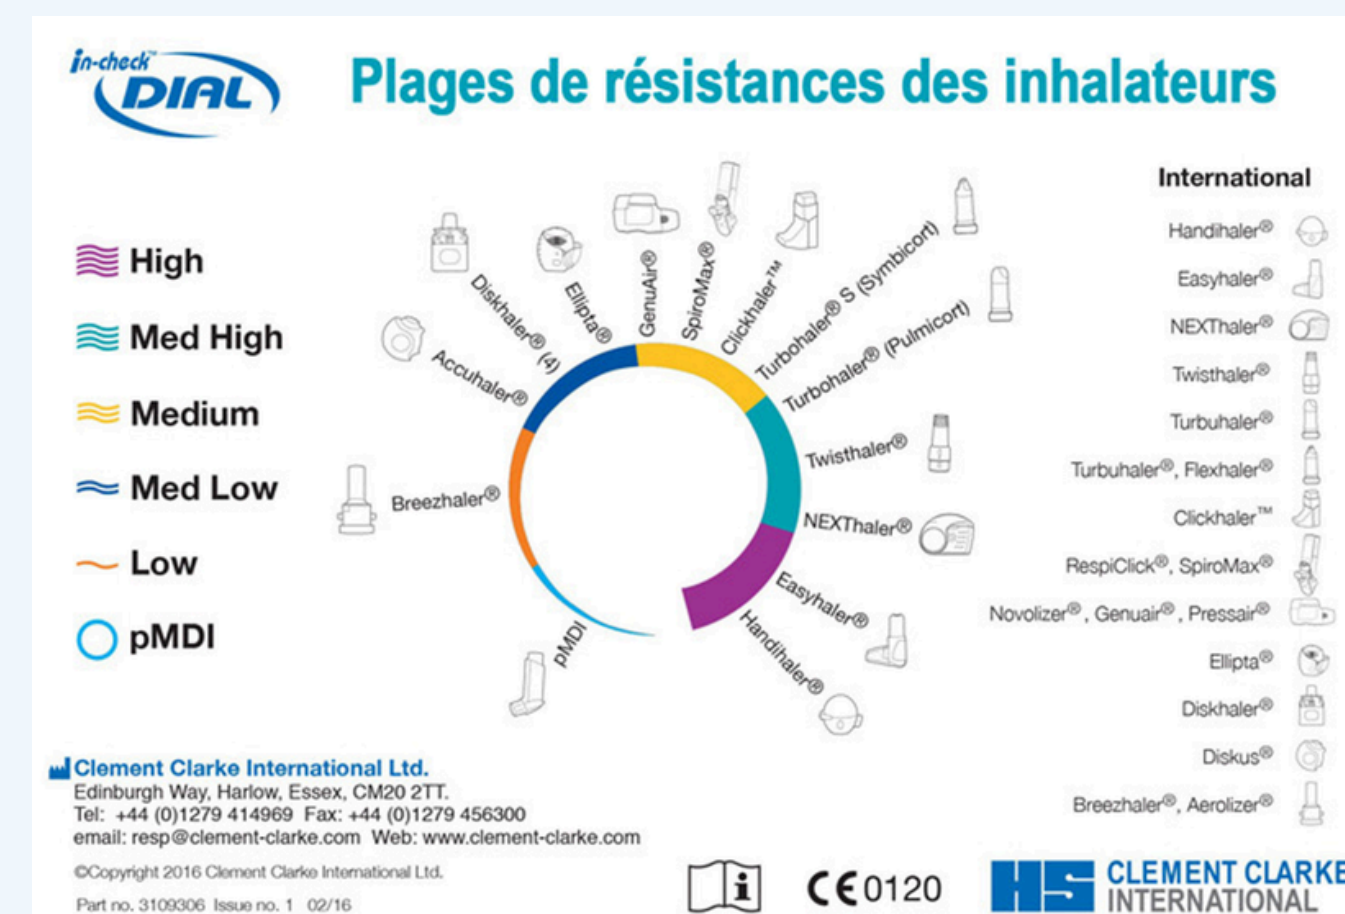 in-check™
DIAL
Plages de résistances des inhalateurs
High
Med High
Medium
Med Low
Low
pMDI
pMDI
Breezhaler®
Accuhaler®
Diskhaler® (4)
Ellipta®
GenuAir®
SpiroMax®
Clickhaler™
Turbohaler® S (Symbicort)
Turbohaler® (Pulmicort)
Twisthaler®
NEXThaler®
Easyhaler®
Handihaler®
International
Handihaler®
Easyhaler®
NEXThaler®
Twisthaler®
Turbuhaler®
Turbuhaler®, Flexhaler®
Clickhaler™
RespiClick®, SpiroMax®
Novolizer®, Genuair®, Pressair®
Ellipta®
Diskhaler®
Diskus®
Breezhaler®, Aerolizer®
Clement Clarke International Ltd.
Edinburgh Way, Harlow, Essex, CM20 2TT.
Tel: +44 (0)1279 414969 Fax: +44 (0)1279 456300
email: resp@clement-clarke.com Web: www.clement-clarke.com
©Copyright 2016 Clement Clarke International Ltd.
Part no. 3109306 Issue no. 1 02/16
i
CE 0120
HS
CLEMENT CLARKE
INTERNATIONAL